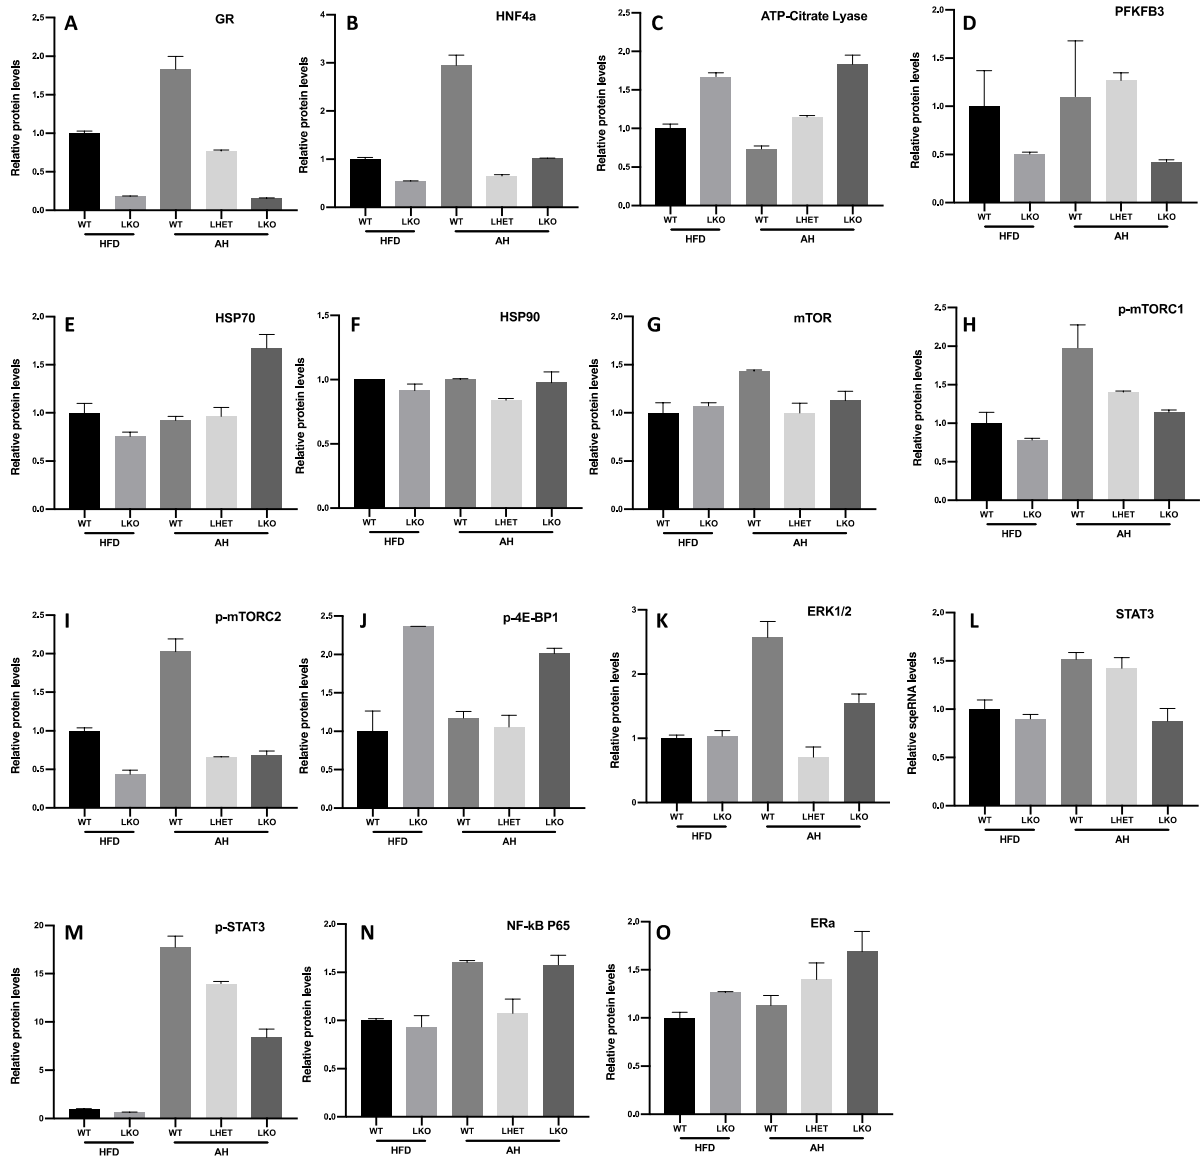 A
GR
Relative protein levels
2.5
2.0
1.5
1.0
0.5
0.0
WT
LKO
WT
LHET
LKO
HFD
AH
B
HNF4a
Relative protein levels
4
3
2
1
0
WT
LKO
WT
LHET
LKO
HFD
AH
C
ATP-Citrate Lyase
Relative protein levels
2.5
2.0
1.5
1.0
0.5
0.0
WT
LKO
WT
LHET
LKO
HFD
AH
D
PFKFB3
Relative protein levels
2.0
1.5
1.0
0.5
0.0
WT
LKO
WT
LHET
LKO
HFD
AH
E
HSP70
Relative protein levels
2.0
1.5
1.0
0.5
0.0
WT
LKO
WT
LHET
LKO
HFD
AH
F
HSP90
Relative protein levels
1.5
1.0
0.5
0.0
WT
LKO
WT
LHET
LKO
HFD
AH
G
mTOR
Relative protein levels
2.0
1.5
1.0
0.5
0.0
WT
LKO
WT
LHET
LKO
HFD
AH
H
p-mTORC1
Relative protein levels
2.5
2.0
1.5
1.0
0.5
0.0
WT
LKO
WT
LHET
LKO
HFD
AH
I
p-mTORC2
Relative protein levels
2.5
2.0
1.5
1.0
0.5
0.0
WT
LKO
WT
LHET
LKO
HFD
AH
J
p-4E-BP1
Relative protein levels
2.5
2.0
1.5
1.0
0.5
0.0
WT
LKO
WT
LHET
LKO
HFD
AH
K
ERK1/2
Relative protein levels
3
2
1
0
WT
LKO
WT
LHET
LKO
HFD
AH
L
STAT3
Relative sqeRNA levels
2.0
1.5
1.0
0.5
0.0
WT
LKO
WT
LHET
LKO
HFD
AH
M
p-STAT3
Relative protein levels
20
15
10
5
0
WT
LKO
WT
LHET
LKO
HFD
AH
N
NF-kB P65
Relative protein levels
2.0
1.5
1.0
0.5
0.0
WT
LKO
WT
LHET
LKO
HFD
AH
O
ERa
Relative protein levels
2.0
1.5
1.0
0.5
0.0
WT
LKO
WT
LHET
LKO
HFD
AH